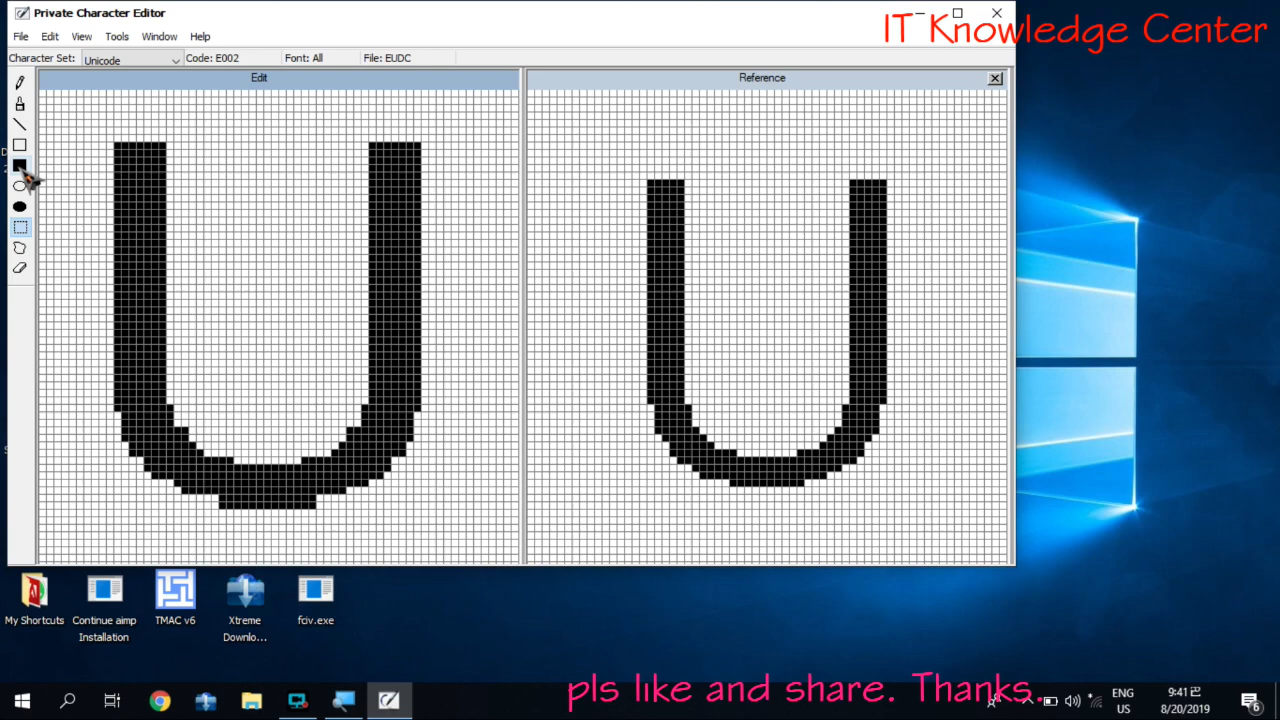 Private Character Editor
IT Knowledge Center
File Edit View Tools Window Help
Character Set: Unicode Code: E002 Font: All File: EUDC
Edit Reference
My Shortcuts
Continue aimp Installation
TMAC v6
Xtreme Downlo...
fciv.exe
pls like and share. Thanks.
ENG
US
9:41 巴
8/20/2019
6